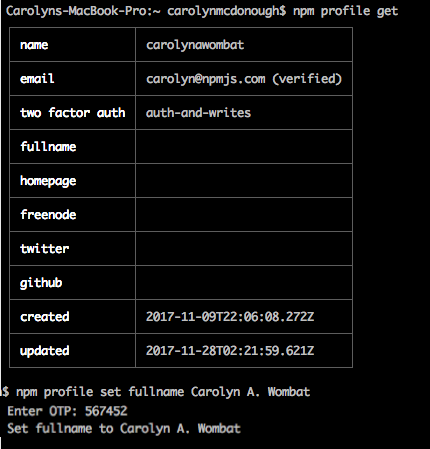 Carolyns-MacBook-Pro:~ carolynmcdonough$ npm profile get
name carolynawombat
email carolyn@npmjs.com (verified)
two factor auth auth-and-writes
fullname
homepage
freenode
twitter
github
created 2017-11-09T22:06:08.272Z
updated 2017-11-28T02:21:59.621Z
$ npm profile set fullname Carolyn A. Wombat
Enter OTP: 567452
Set fullname to Carolyn A. Wombat